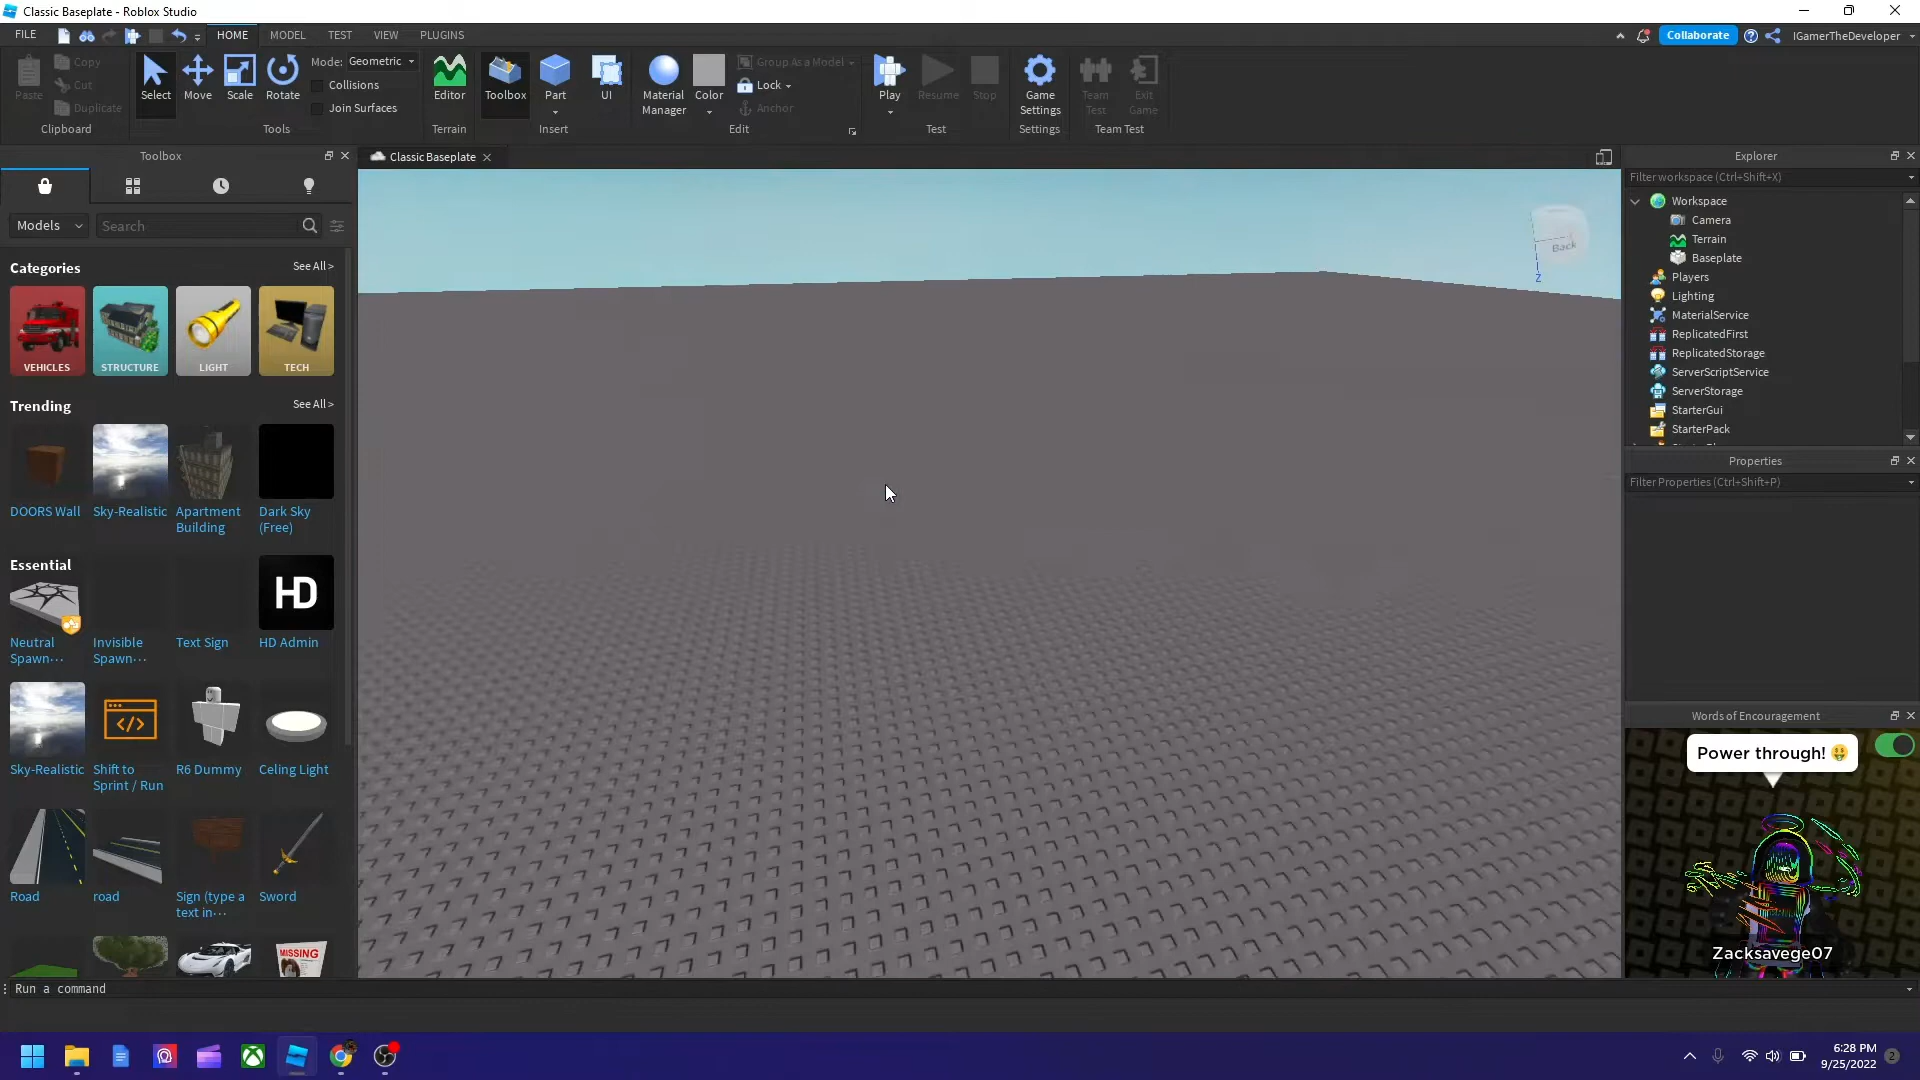 Classic Baseplate - Roblox Studio
FILE
HOME
MODEL
TEST
VIEW
PLUGINS
Collaborate
IGamerTheDeveloper
Paste
Copy
Cut
Duplicate
Clipboard
Select
Move
Scale
Rotate
Mode: Geometric
Collisions
Join Surfaces
Tools
Editor
Terrain
Toolbox
Part
UI
Insert
Material
Manager
Color
Group As a Model
Lock
Anchor
Edit
Play
Resume
Stop
Test
Game
Settings
Settings
Team
Test
Exit
Game
Team Test
Toolbox
Models
Search
Categories
See All >
VEHICLES
STRUCTURE
LIGHT
TECH
Trending
See All >
DOORS Wall
Sky-Realistic
Apartment
Building
Dark Sky
(Free)
Essential
HD
Neutral
Spawn...
Invisible
Spawn...
Text Sign
HD Admin
Sky-Realistic
Shift to
Sprint / Run
R6 Dummy
Celing Light
Road
road
Sign (type a
text in...
Sword
MISSING
Classic Baseplate
Back
Z
Explorer
Filter workspace (Ctrl+Shift+X)
Workspace
Camera
Terrain
Baseplate
Players
Lighting
MaterialService
ReplicatedFirst
ReplicatedStorage
ServerScriptService
ServerStorage
StarterGui
StarterPack
Properties
Filter Properties (Ctrl+Shift+P)
Words of Encouragement
Power through! 🤑
Zacksavege07
Run a command
6:28 PM
9/25/2022
2